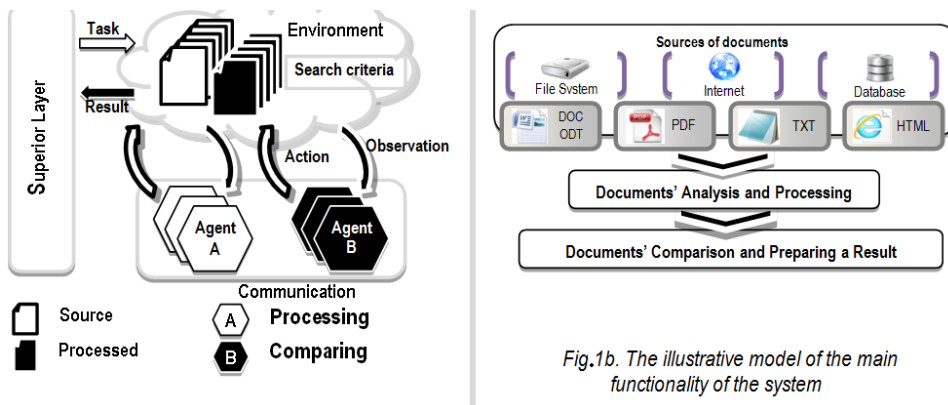 Superior Layer
Task
Result
Environment
Search criteria
Action
Observation
Agent
A
Agent
B
Communication
Source
Processed
A
Processing
B
Comparing
Sources of documents
File System
Internet
Database
DOC
ODT
PDF
TXT
HTML
Documents' Analysis and Processing
Documents' Comparison and Preparing a Result
Fig.1b. The illustrative model of the main
functionality of the system